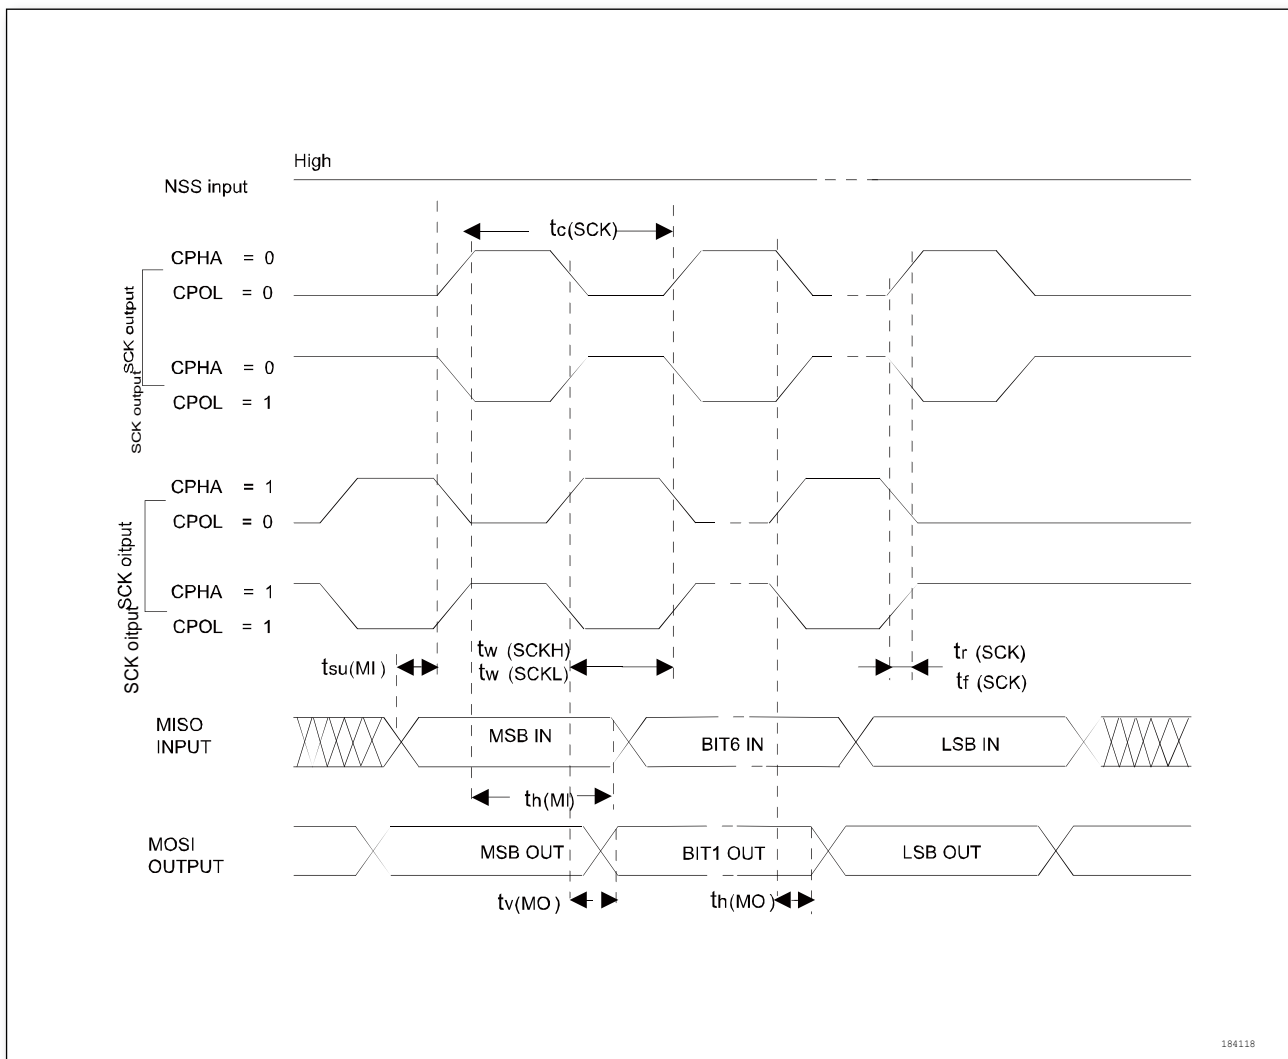 High
NSS input
tc(SCK)
CPHA = 0
CPOL = 0
SCK output
CPHA = 0
SCK output
CPOL = 1
CPHA = 1
CPOL = 0
SCK oitput
CPHA = 1
CPOL = 1
SCK oitput
tsu(MI)
tw (SCKH)
tw (SCKL)
tr (SCK)
tf (SCK)
MISO
INPUT
MSB IN
BIT6 IN
LSB IN
th(MI)
MOSI
OUTPUT
MSB OUT
BIT1 OUT
LSB OUT
tv(MO)
th(MO)
184118